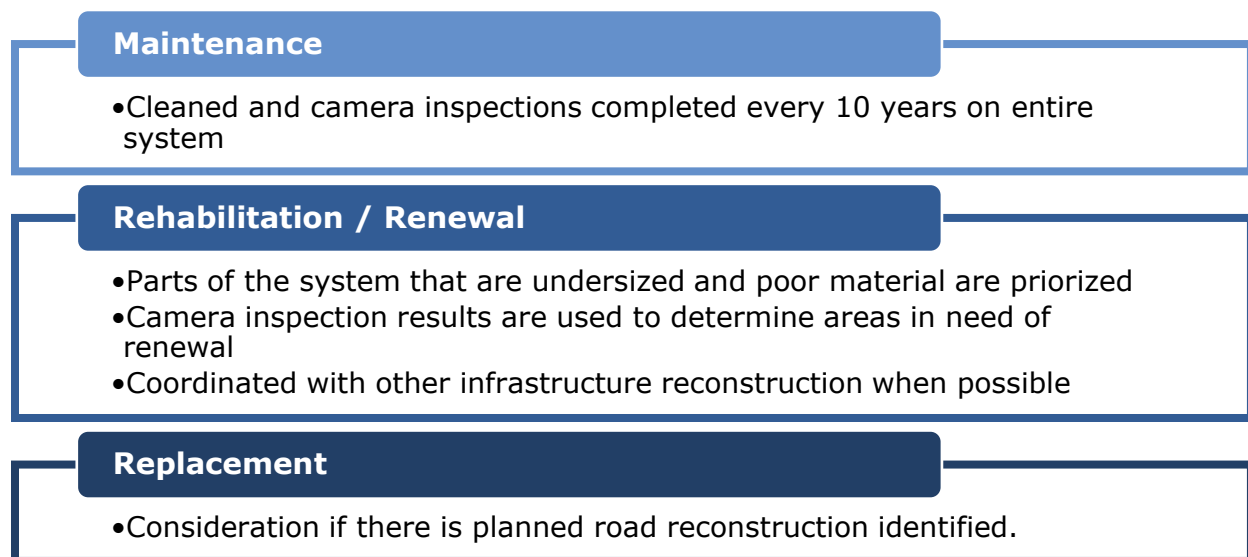 Maintenance
•Cleaned and camera inspections completed every 10 years on entire
system
Rehabilitation / Renewal
•Parts of the system that are undersized and poor material are priorized
•Camera inspection results are used to determine areas in need of
renewal
•Coordinated with other infrastructure reconstruction when possible
Replacement
•Consideration if there is planned road reconstruction identified.